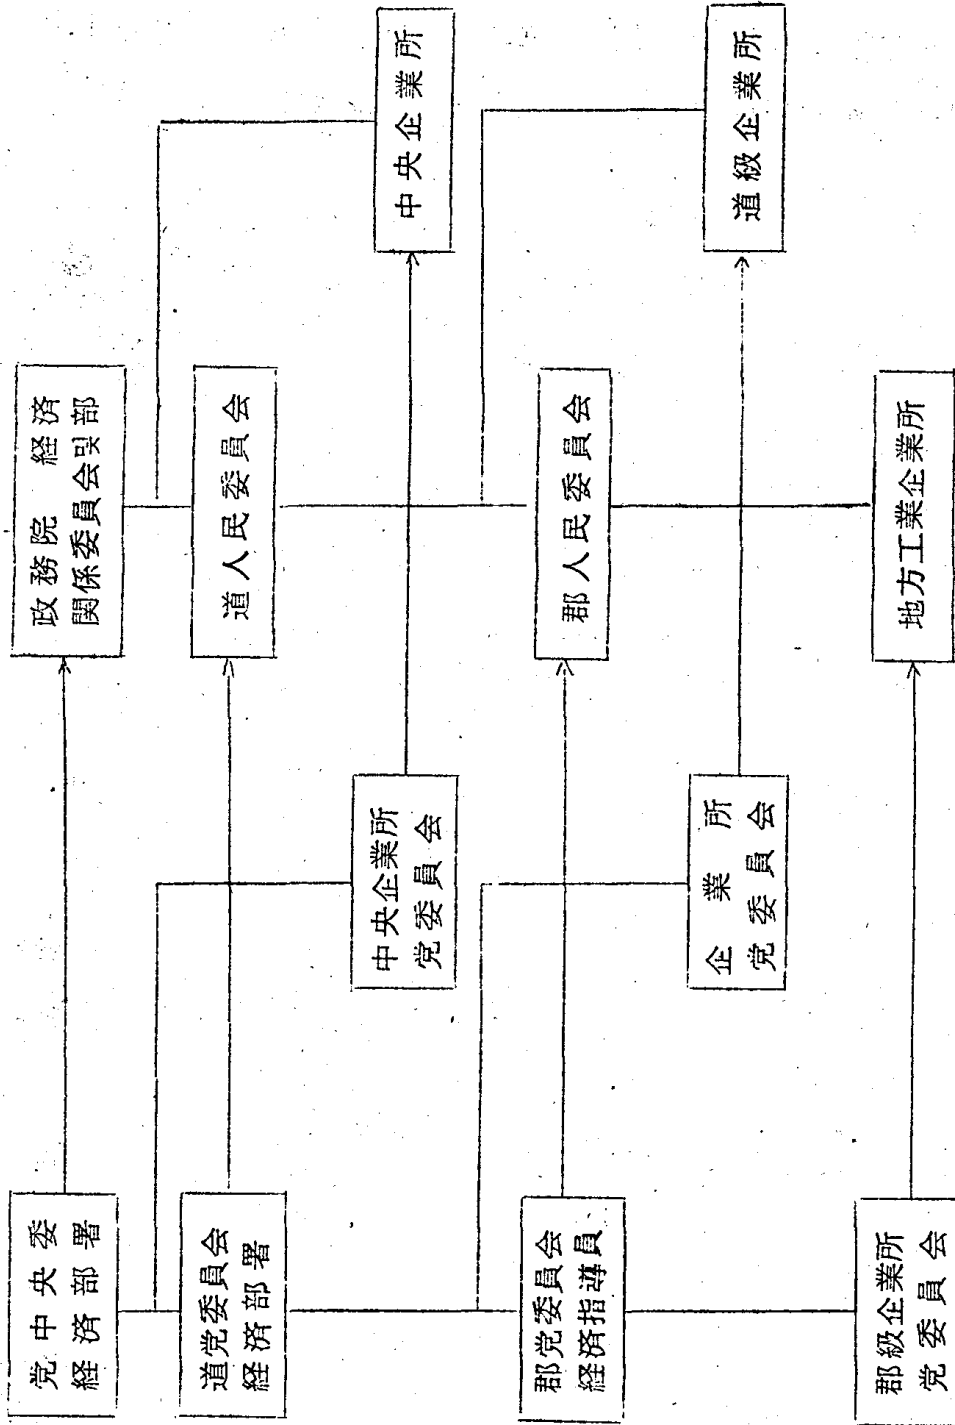 党中央委
経済部署
政務院 経済
関係委員会및部
道党委員会
経済部署
道人民委員会
中央企業所
党委員会
中央企業所
郡党委員会
経済指導員
郡人民委員会
企業所
党委員会
道級企業所
郡級企業所
党委員会
地方工業企業所